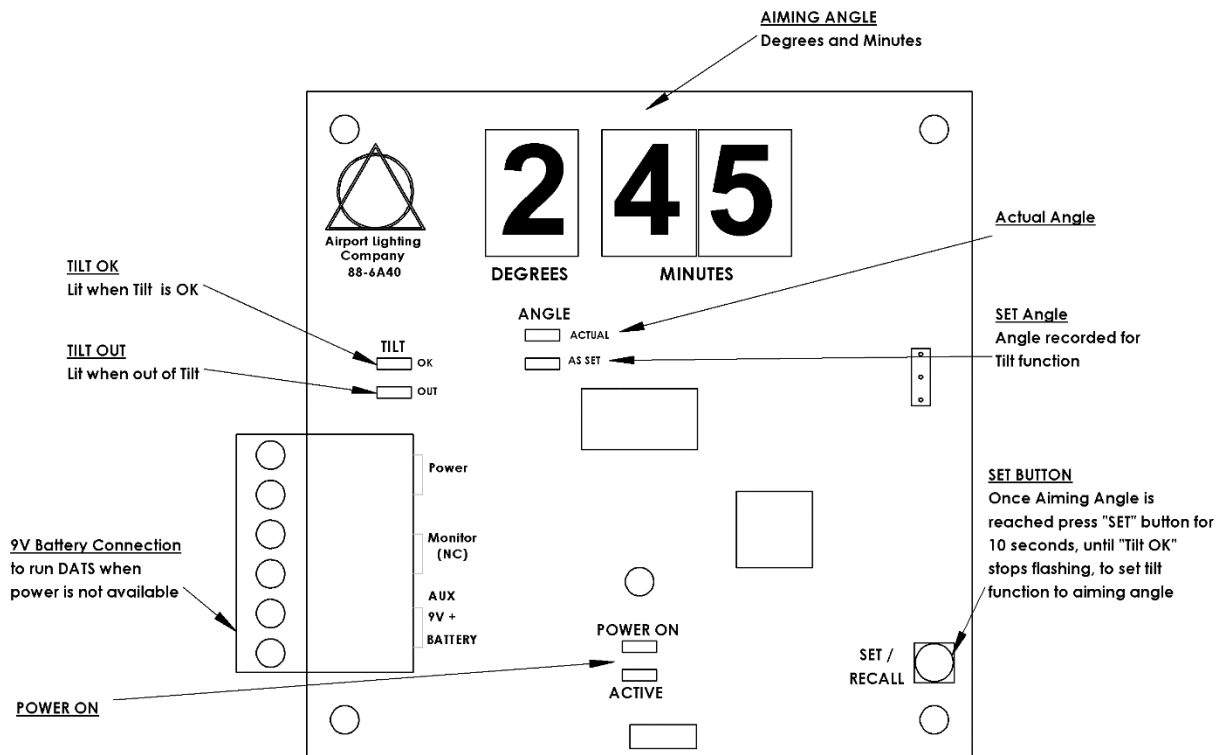 AIMING ANGLE
Degrees and Minutes
2 45
DEGREES MINUTES
Airport Lighting
Company
88-6A40
Actual Angle
TILT OK
Lit when Tilt is OK
TILT OUT
Lit when out of Tilt
ANGLE
ACTUAL
AS SET
TILT
OK
OUT
SET Angle
Angle recorded for
Tilt function
Power
Monitor
(NC)
AUX
9V +
BATTERY
9V Battery Connection
to run DATS when
power is not available
SET BUTTON
Once Aiming Angle is
reached press "SET" button for
10 seconds, until "Tilt OK"
stops flashing, to set tilt
function to aiming angle
POWER ON
ACTIVE
SET /
RECALL
POWER ON